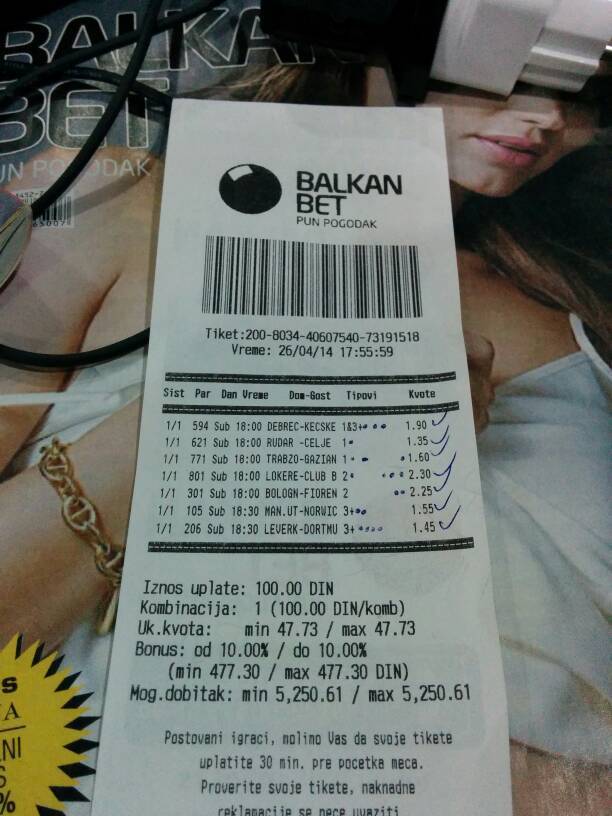 BALKAN
BET
PUN POGODAK
BALKAN
BET
PUN POGODAK
Tiket:200-8034-40607540-73191518
Vreme: 26/04/14 17:55:59
Sist Par Dan Vreme Dom-Gost Tipovi Kvote
1/1 594 Sub 18:00 DEBREC-KECSKE 1&3+ 1.90
1/1 621 Sub 18:00 RUDAR -CELJE 1 1.35
1/1 771 Sub 18:00 TRABZO-GAZIAN 1 1.60
1/1 801 Sub 18:00 LOKERE-CLUB B 2 2.30
1/1 301 Sub 18:00 BOLOGN-FIOREN 2 2.25
1/1 105 Sub 18:30 MAN.UT-NORWIC 3+ 1.55
1/1 206 Sub 18:30 LEVERK-DORTMU 3+ 1.45
Iznos uplate: 100.00 DIN
Kombinacija: 1 (100.00 DIN/komb)
Uk.kvota: min 47.73 / max 47.73
Bonus: od 10.00% / do 10.00%
(min 477.30 / max 477.30 DIN)
Mog.dobitak: min 5,250.61 / max 5,250.61
Postovani igraci, molimo Vas da svoje tikete
uplatite 30 min. pre pocetka meca.
Proverite svoje tikete, naknadne
reklamacije se nece uvaziti